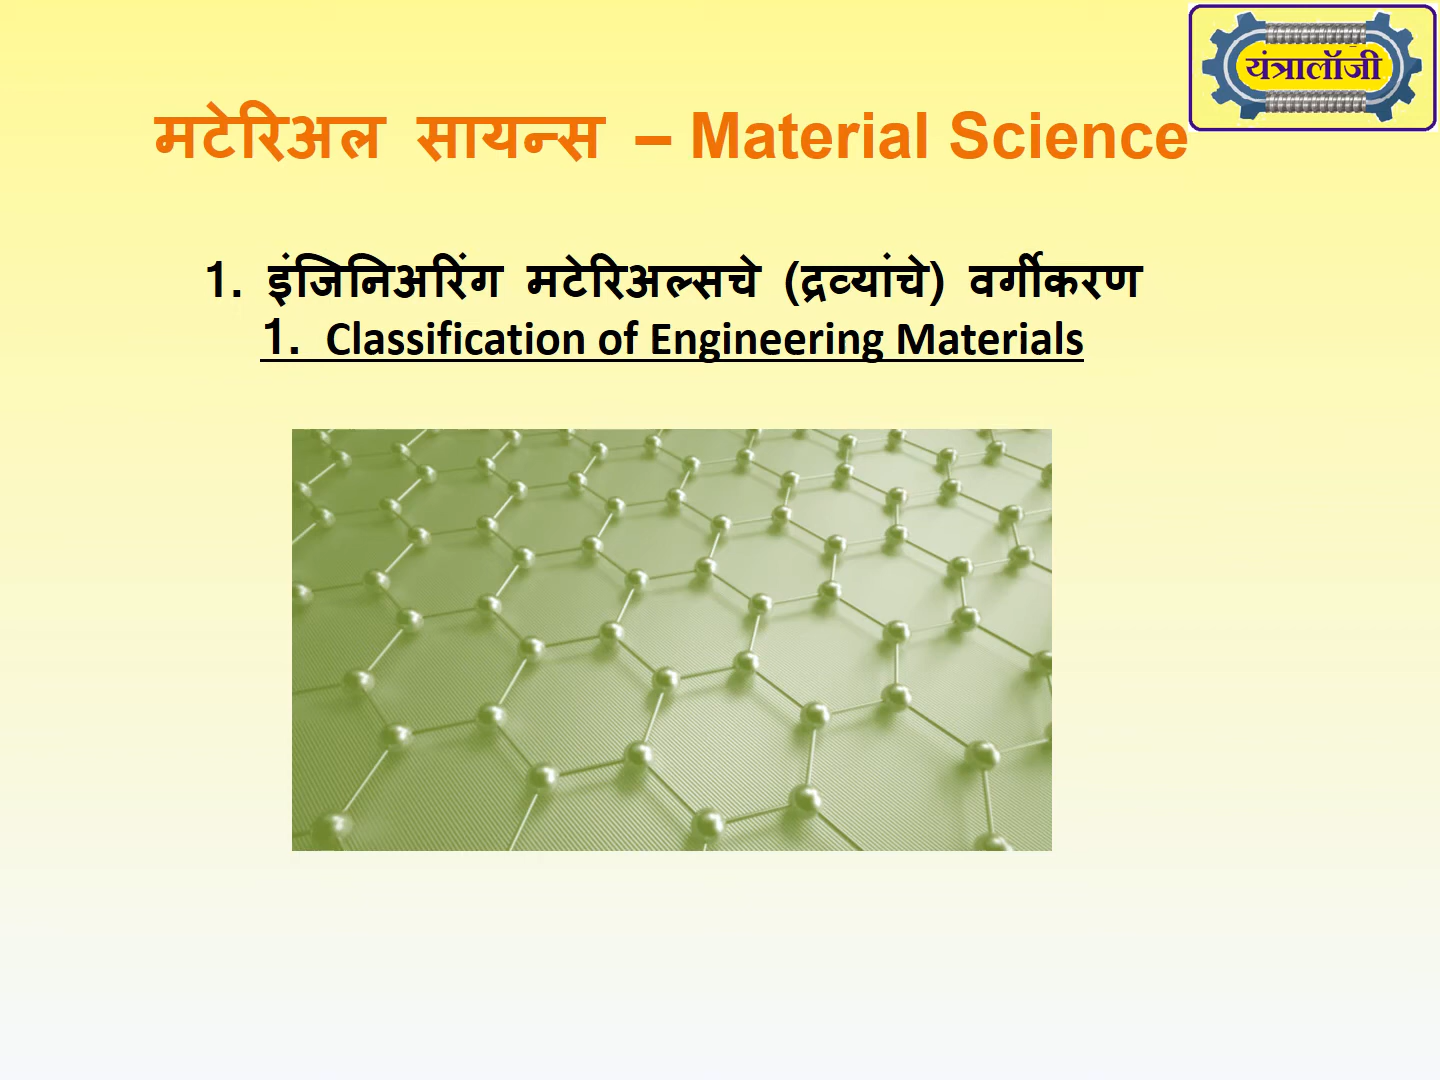 यंत्रालॉजी
मटेरिअल सायन्स – Material Science
1. इंजिनिअरिंग मटेरिअल्सचे (द्रव्यांचे) वर्गीकरण
1. Classification of Engineering Materials